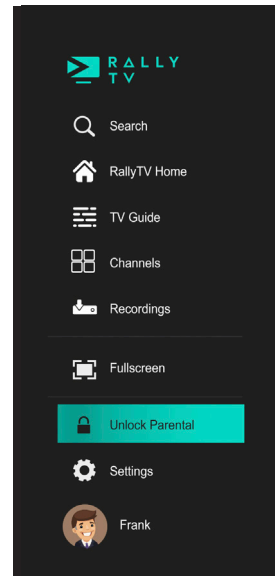 RALLY
TV
Search
RallyTV Home
TV Guide
Channels
Recordings
Fullscreen
Unlock Parental
Settings
Frank